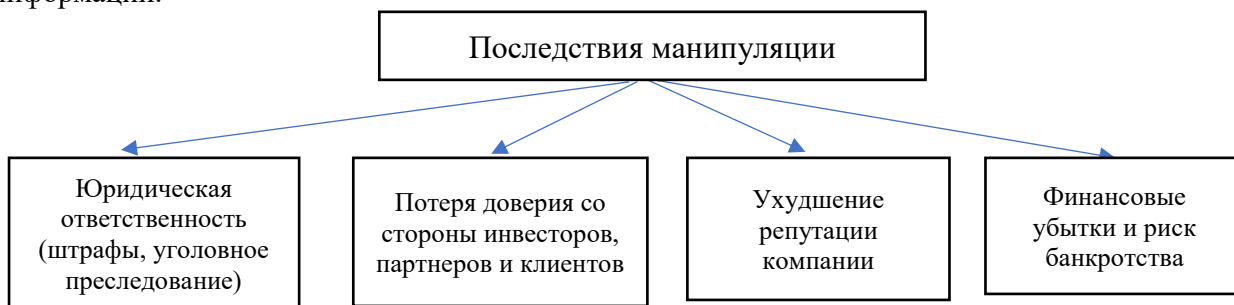 информации.
Последствия манипуляции
Юридическая
ответственность
(штрафы, уголовное
преследование)
Потеря доверия со
стороны инвесторов,
партнеров и клиентов
Ухудшение
репутации
компании
Финансовые
убытки и риск
банкротства